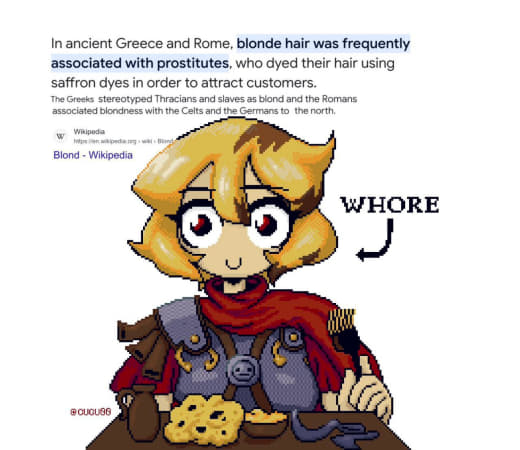 In ancient Greece and Rome, blonde hair was frequently
associated with prostitutes, who dyed their hair using
saffron dyes in order to attract customers.
The Greeks stereotyped Thracians and slaves as blond and the Romans
associated blondness with the Celts and the Germans to the north.
W
Wikipedia
https://en.wikipedia.org › wiki › Blond
Blond - Wikipedia
WHORE
@CUGU88